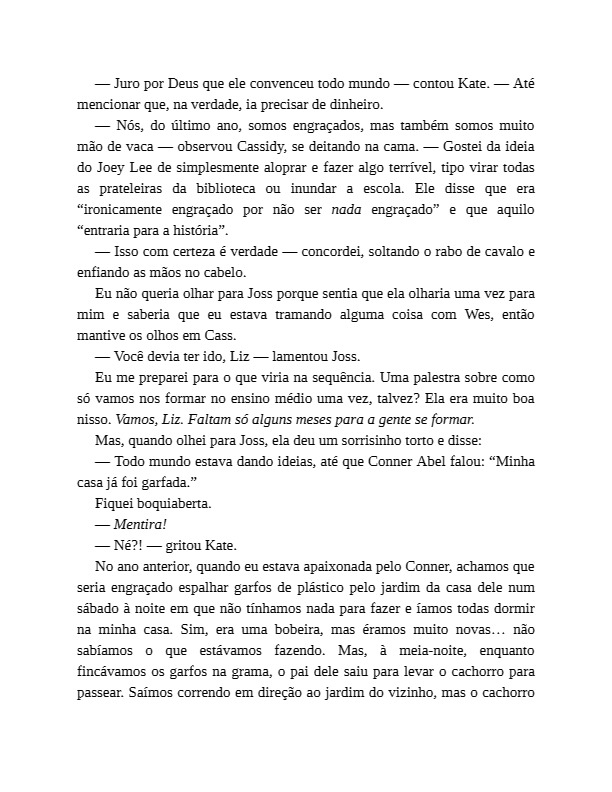 — Juro por Deus que ele convenceu todo mundo — contou Kate. — Até
mencionar que, na verdade, ia precisar de dinheiro.
— Nós, do último ano, somos engraçados, mas também somos muito
mão de vaca — observou Cassidy, se deitando na cama. — Gostei da ideia
do Joey Lee de simplesmente aloprar e fazer algo terrível, tipo virar todas
as prateleiras da biblioteca ou inundar a escola. Ele disse que era
“ironicamente engraçado por não ser nada engraçado” e que aquilo
“entraria para a história”.
— Isso com certeza é verdade — concordei, soltando o rabo de cavalo e
enfiando as mãos no cabelo.
Eu não queria olhar para Joss porque sentia que ela olharia uma vez para
mim e saberia que eu estava tramando alguma coisa com Wes, então
mantive os olhos em Cass.
— Você devia ter ido, Liz — lamentou Joss.
Eu me preparei para o que viria na sequência. Uma palestra sobre como
só vamos nos formar no ensino médio uma vez, talvez? Ela era muito boa
nisso. Vamos, Liz. Faltam só alguns meses para a gente se formar.
Mas, quando olhei para Joss, ela deu um sorrisinho torto e disse:
— Todo mundo estava dando ideias, até que Conner Abel falou: “Minha
casa já foi garfada.”
Fiquei boquiaberta.
— Mentira!
— Né?! — gritou Kate.
No ano anterior, quando eu estava apaixonada pelo Conner, achamos que
seria engraçado espalhar garfos de plástico pelo jardim da casa dele num
sábado à noite em que não tínhamos nada para fazer e íamos todas dormir
na minha casa. Sim, era uma bobeira, mas éramos muito novas… não
sabíamos o que estávamos fazendo. Mas, à meia-noite, enquanto
fincávamos os garfos na grama, o pai dele saiu para levar o cachorro para
passear. Saímos correndo em direção ao jardim do vizinho, mas o cachorro